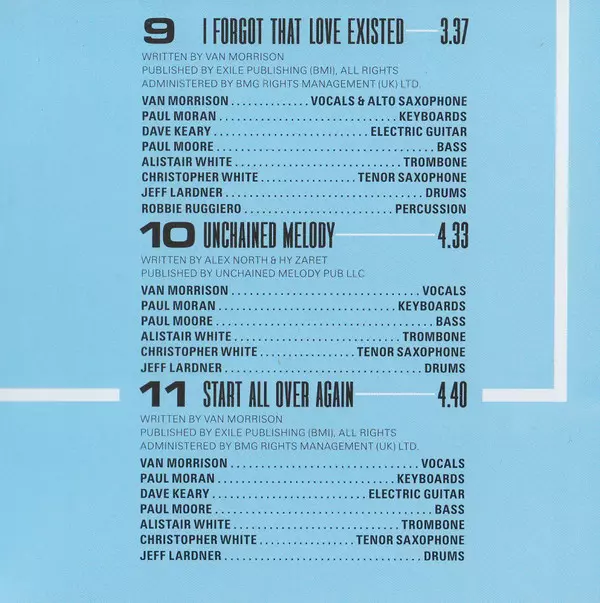 9 I FORGOT THAT LOVE EXISTED 3.37
WRITTEN BY VAN MORRISON
PUBLISHED BY EXILE PUBLISHING (BMI), ALL RIGHTS
ADMINISTERED BY BMG RIGHTS MANAGEMENT (UK) LTD.
VAN MORRISON.............VOCALS & ALTO SAXOPHONE
PAUL MORAN..........................KEYBOARDS
DAVE KEARY.....................ELECTRIC GUITAR
PAUL MOORE................................BASS
ALISTAIR WHITE........................TROMBONE
CHRISTOPHER WHITE..............TENOR SAXOPHONE
JEFF LARDNER.............................DRUMS
ROBBIE RUGGIERO.....................PERCUSSION
10 UNCHAINED MELODY 4.33
WRITTEN BY ALEX NORTH & HY ZARET
PUBLISHED BY UNCHAINED MELODY PUB LLC
VAN MORRISON............................VOCALS
PAUL MORAN..........................KEYBOARDS
PAUL MOORE................................BASS
ALISTAIR WHITE........................TROMBONE
CHRISTOPHER WHITE..............TENOR SAXOPHONE
JEFF LARDNER.............................DRUMS
11 START ALL OVER AGAIN 4.40
WRITTEN BY VAN MORRISON
PUBLISHED BY EXILE PUBLISHING (BMI), ALL RIGHTS
ADMINISTERED BY BMG RIGHTS MANAGEMENT (UK) LTD.
VAN MORRISON............................VOCALS
PAUL MORAN..........................KEYBOARDS
DAVE KEARY.....................ELECTRIC GUITAR
PAUL MOORE................................BASS
ALISTAIR WHITE........................TROMBONE
CHRISTOPHER WHITE..............TENOR SAXOPHONE
JEFF LARDNER.............................DRUMS